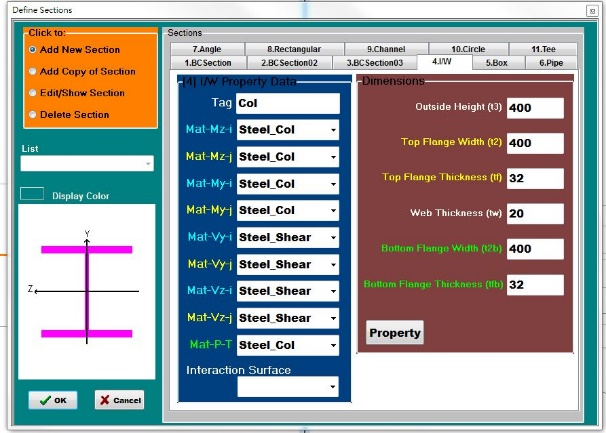 Define Sections
Click to:
Add New Section
Add Copy of Section
Edit/Show Section
Delete Section
List
Display Color
Y
Z
OK
Cancel
Sections
7.Angle 8.Rectangular 9.Channel 10.Circle 11.Tee
1.BCSection 2.BCSection02 3.BCSection03 4.I/W 5.Box 6.Pipe
[4] I/W Property Data
Tag Col
Mat-Mz-i Steel_Col
Mat-Mz-j Steel_Col
Mat-My-i Steel_Col
Mat-My-j Steel_Col
Mat-Vy-i Steel_Shear
Mat-Vy-j Steel_Shear
Mat-Vz-i Steel_Shear
Mat-Vz-j Steel_Shear
Mat-P-T Steel_Col
Interaction Surface
Dimensions
Outside Height (t3) 400
Top Flange Width (t2) 400
Top Flange Thickness (tf) 32
Web Thickness (tw) 20
Bottom Flange Width (t2b) 400
Bottom Flange Thickness (tfb) 32
Property